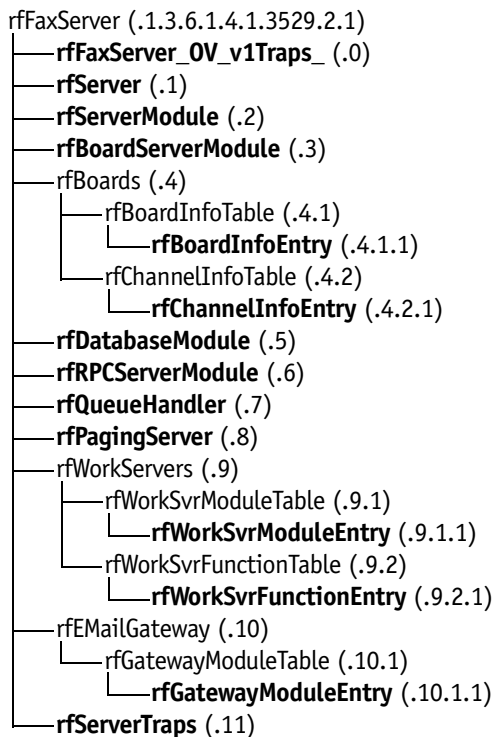 rfFaxServer (.1.3.6.1.4.1.3529.2.1)
rfFaxServer_OV_v1Traps_ (.0)
rfServer (.1)
rfServerModule (.2)
rfBoardServerModule (.3)
rfBoards (.4)
rfBoardInfoTable (.4.1)
rfBoardInfoEntry (.4.1.1)
rfChannelInfoTable (.4.2)
rfChannelInfoEntry (.4.2.1)
rfDatabaseModule (.5)
rfRPCServerModule (.6)
rfQueueHandler (.7)
rfPagingServer (.8)
rfWorkServers (.9)
rfWorkSvrModuleTable (.9.1)
rfWorkSvrModuleEntry (.9.1.1)
rfWorkSvrFunctionTable (.9.2)
rfWorkSvrFunctionEntry (.9.2.1)
rfEMailGateway (.10)
rfGatewayModuleTable (.10.1)
rfGatewayModuleEntry (.10.1.1)
rfServerTraps (.11)